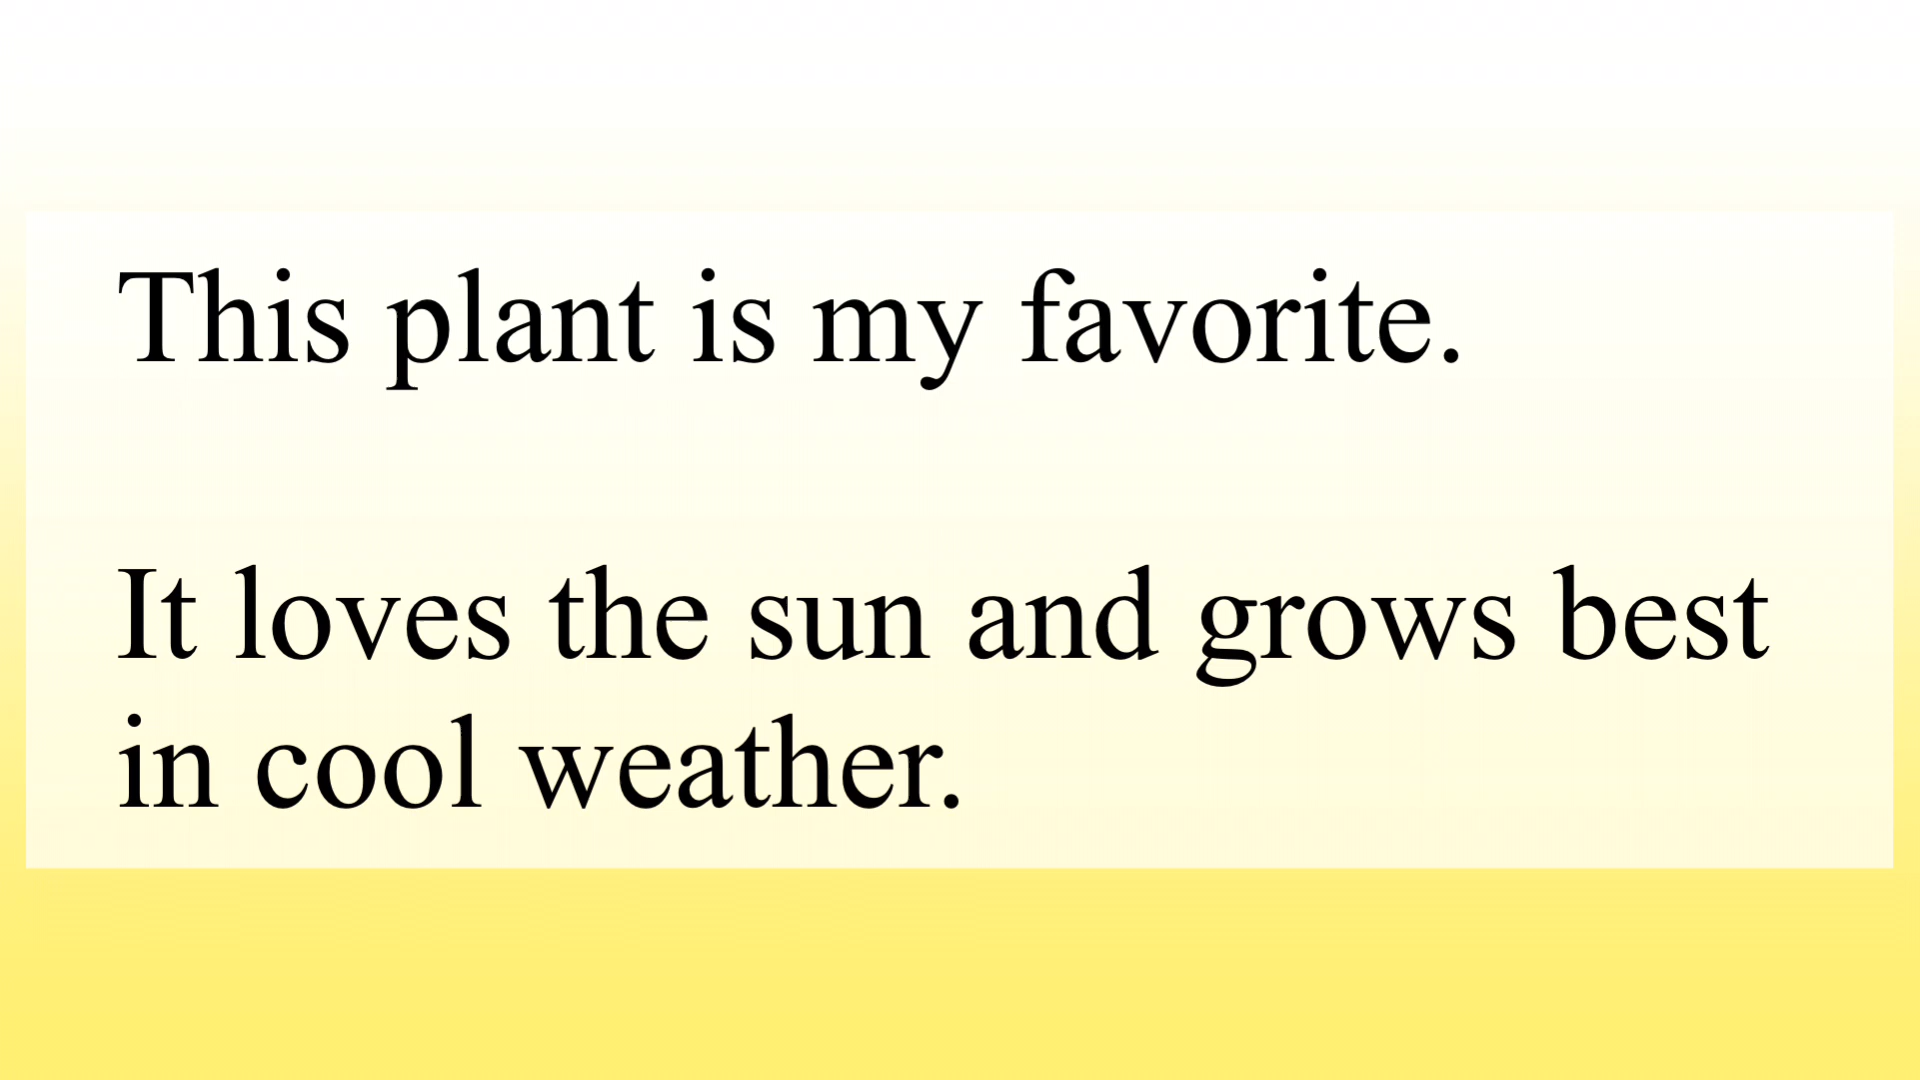 This plant is my favorite.
It loves the sun and grows best
in cool weather.